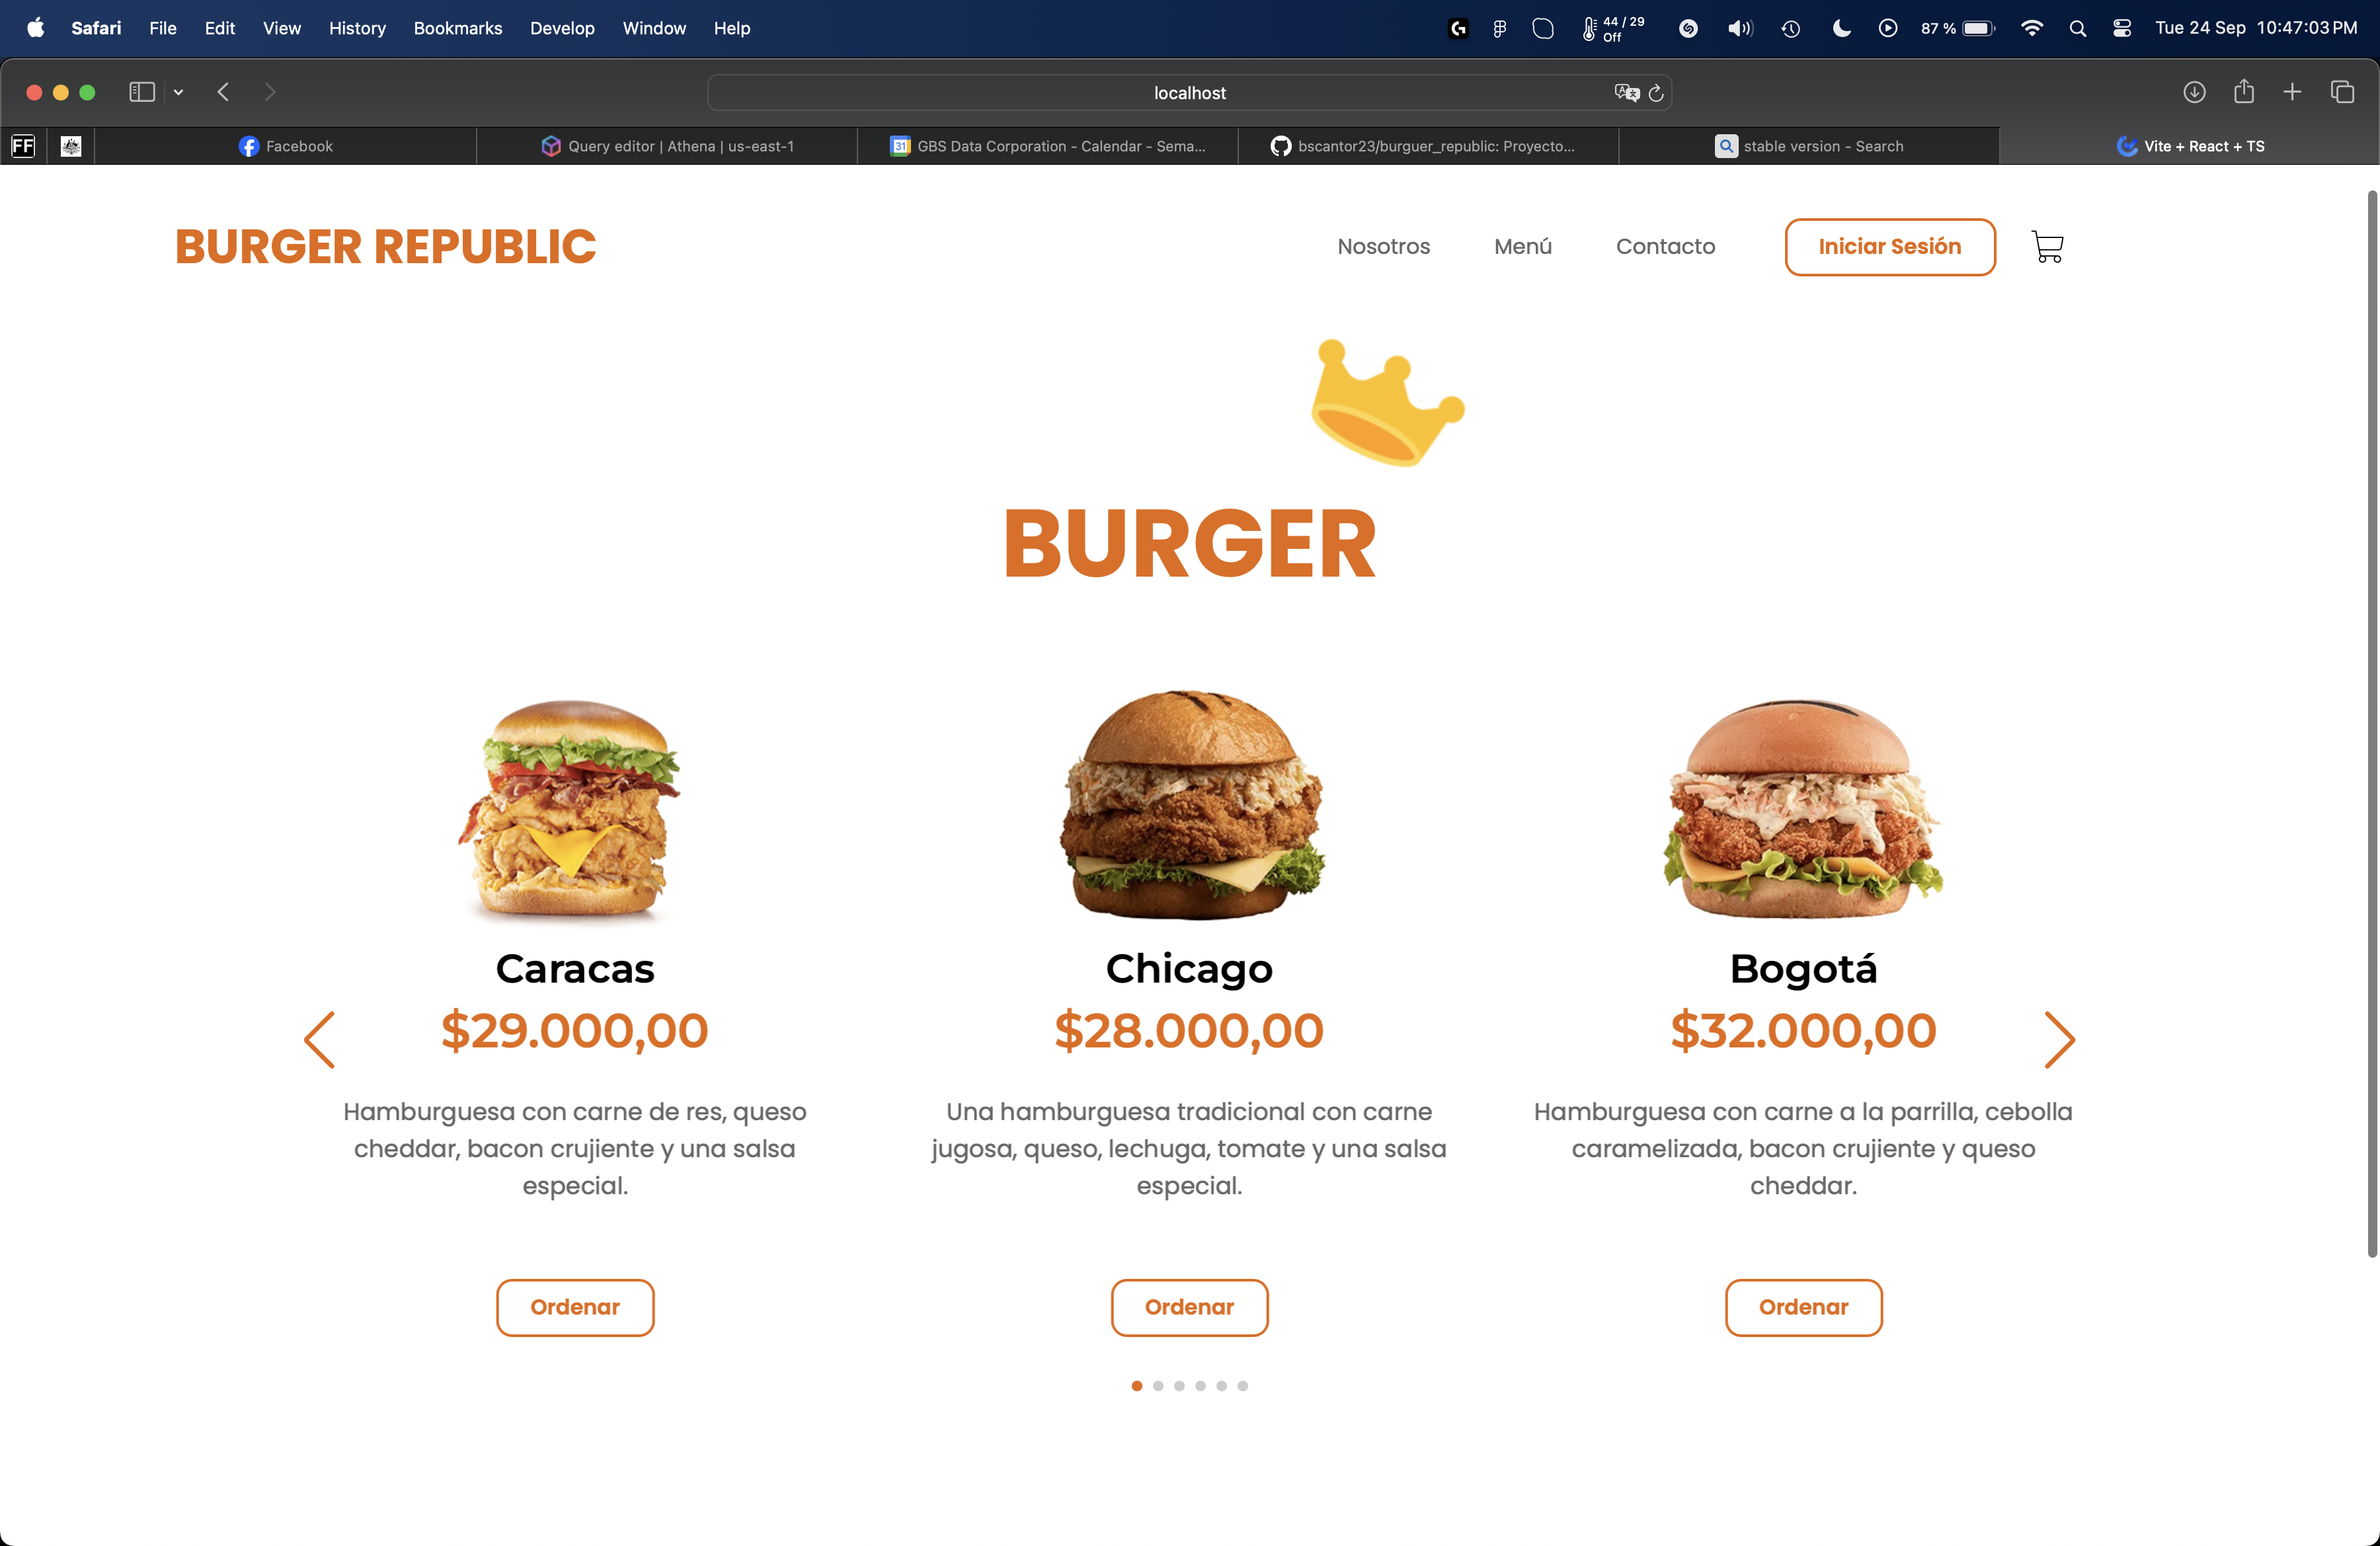 Safari File Edit View History Bookmarks Develop Window Help 44 / 29 Off 87 % Tue 24 Sep 10:47:03 PM
localhost
FF Facebook Query editor | Athena | us-east-1 31 GBS Data Corporation - Calendar - Sema... bscantor23/burguer_republic: Proyecto... stable version - Search Vite + React + TS
BURGER REPUBLIC Nosotros Menú Contacto Iniciar Sesión
BURGER
Caracas
$29.000,00
Hamburguesa con carne de res, queso
cheddar, bacon crujiente y una salsa
especial.
Ordenar
Chicago
$28.000,00
Una hamburguesa tradicional con carne
jugosa, queso, lechuga, tomate y una salsa
especial.
Ordenar
Bogotá
$32.000,00
Hamburguesa con carne a la parrilla, cebolla
caramelizada, bacon crujiente y queso
cheddar.
Ordenar